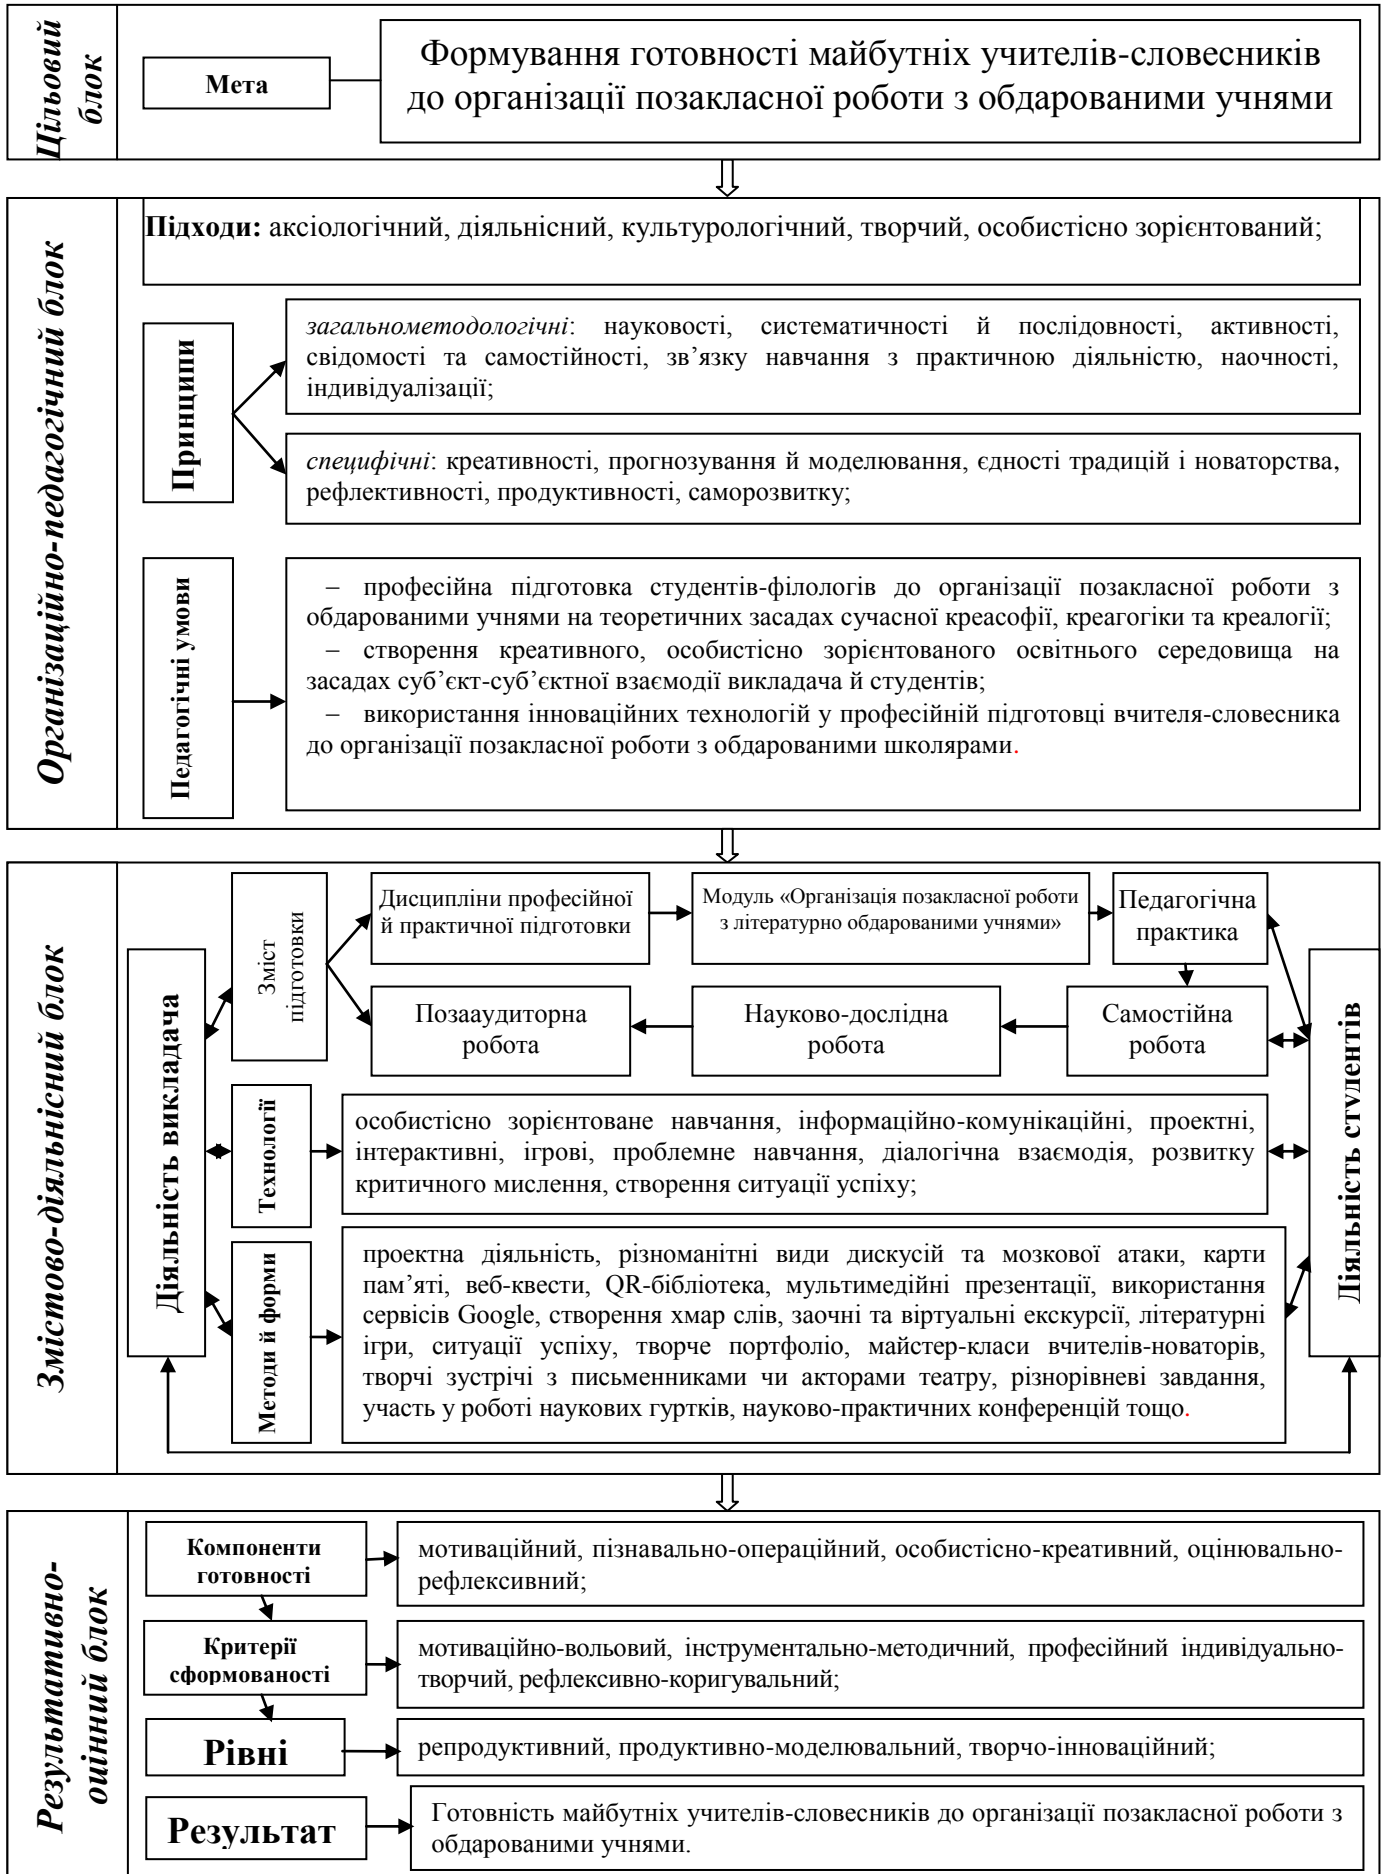 Цільовий
блок
Мета
Формування готовності майбутніх учителів-словесників
до організації позакласної роботи з обдарованими учнями
Організаційно-педагогічний блок
Підходи: аксіологічний, діяльнісний, культурологічний, творчий, особистісно зорієнтований;
Принципи
загальнометодологічні: науковості, систематичності й послідовності, активності,
свідомості та самостійності, зв’язку навчання з практичною діяльністю, наочності,
індивідуалізації;
специфічні: креативності, прогнозування й моделювання, єдності традицій і новаторства,
рефлективності, продуктивності, саморозвитку;
Педагогічні умови
– професійна підготовка студентів-філологів до організації позакласної роботи з
обдарованими учнями на теоретичних засадах сучасної креасофії, креагогіки та креалогії;
– створення креативного, особистісно зорієнтованого освітнього середовища на
засадах суб’єкт-суб’єктної взаємодії викладача й студентів;
– використання інноваційних технологій у професійній підготовці вчителя-словесника
до організації позакласної роботи з обдарованими школярами.
Змістово-діяльнісний блок
Діяльність викладача
Зміст
підготовки
Дисципліни професійної
й практичної підготовки
Модуль «Організація позакласної роботи
з літературно обдарованими учнями»
Педагогічна
практика
Позааудиторна
робота
Науково-дослідна
робота
Самостійна
робота
Діяльність студентів
Технології
особистісно зорієнтоване навчання, інформаційно-комунікаційні, проектні,
інтерактивні, ігрові, проблемне навчання, діалогічна взаємодія, розвитку
критичного мислення, створення ситуації успіху;
Методи й форми
проектна діяльність, різноманітні види дискусій та мозкової атаки, карти
пам’яті, веб-квести, QR-бібліотека, мультимедійні презентації, використання
сервісів Google, створення хмар слів, заочні та віртуальні екскурсії, літературні
ігри, ситуації успіху, творче портфоліо, майстер-класи вчителів-новаторів,
творчі зустрічі з письменниками чи акторами театру, різнорівневі завдання,
участь у роботі наукових гуртків, науково-практичних конференцій тощо.
Результативно-
оцінний блок
Компоненти
готовності
мотиваційний, пізнавально-операційний, особистісно-креативний, оцінювально-
рефлексивний;
Критерії
сформованості
мотиваційно-вольовий, інструментально-методичний, професійний індивідуально-
творчий, рефлексивно-коригувальний;
Рівні
репродуктивний, продуктивно-моделювальний, творчо-інноваційний;
Результат
Готовність майбутніх учителів-словесників до організації позакласної роботи з
обдарованими учнями.